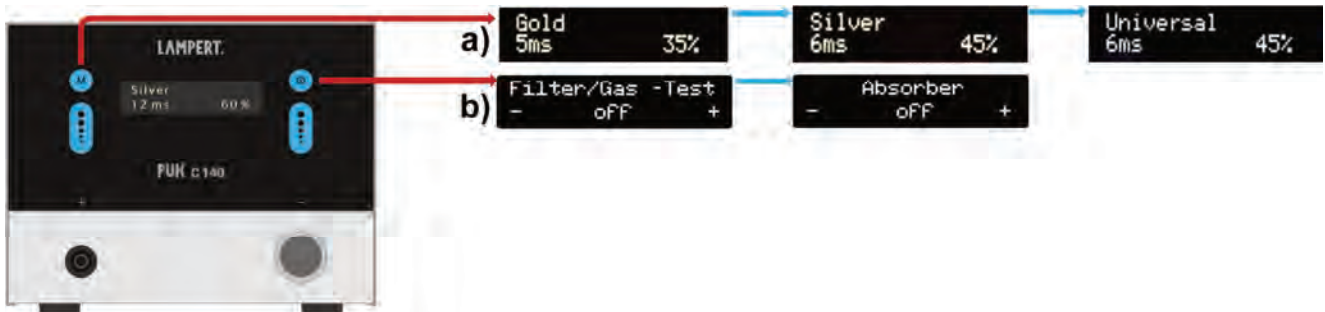 LAMPERT.
M
Silver
12 ms 60 %
PUK C 140
+ −
a)
Gold
5ms 35%
Silver
6ms 45%
Universal
6ms 45%
b)
Filter/Gas -Test
− off +
Absorber
− off +